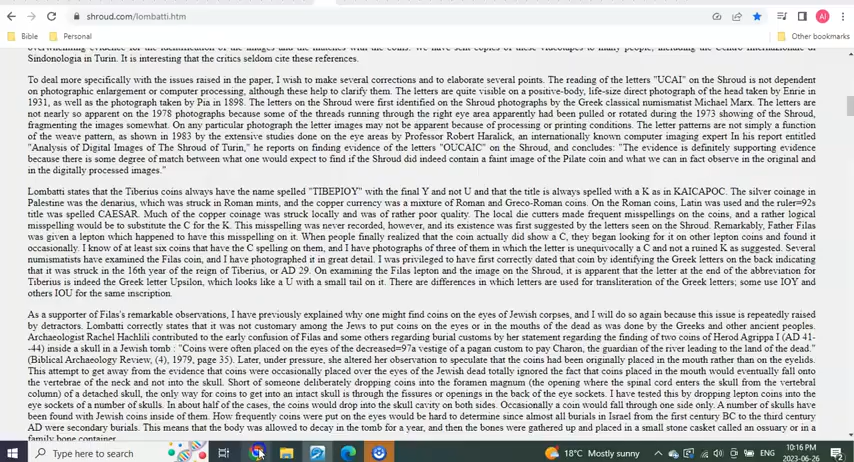 shroud.com/lombatti.htm
Bible
Personal
Other bookmarks
Sindonologia in Turin. It is interesting that the critics seldom cite these references.
To deal more specifically with the issues raised in the paper, I wish to make several corrections and to elaborate several points. The reading of the letters "UCAI" on the Shroud is not dependent
on photographic enlargement or computer processing, although these help to clarify them. The letters are quite visible on a positive-body, life-size direct photograph of the head taken by Enrie in
1931, as well as the photograph taken by Pia in 1898. The letters on the Shroud were first identified on the Shroud photographs by the Greek classical numismatist Michael Marx. The letters are
not nearly so apparent on the 1978 photographs because some of the threads running through the right eye area apparently had been pulled or rotated during the 1973 showing of the Shroud,
fragmenting the images somewhat. On any particular photograph the letter images may not be apparent because of processing or printing conditions. The letter patterns are not simply a function
of the weave pattern, as shown in 1983 by the extensive studies done on the eye areas by Professor Robert Haralick, an internationally known computer imaging expert In his report entitled
"Analysis of Digital Images of The Shroud of Turin," he reports on finding evidence of the letters "OUCAIC" on the Shroud, and concludes: "The evidence is definitely supporting evidence
because there is some degree of match between what one would expect to find if the Shroud did indeed contain a faint image of the Pilate coin and what we can in fact observe in the original and
in the digitally processed images."
Lombatti states that the Tiberius coins always have the name spelled "TIBEPIOY" with the final Y and not U and that the title is always spelled with a K as in KAICAPOC. The silver coinage in
Palestine was the denarius, which was struck in Roman mints, and the copper currency was a mixture of Roman and Greco-Roman coins. On the Roman coins, Latin was used and the ruler=92s
title was spelled CAESAR. Much of the copper coinage was struck locally and was of rather poor quality. The local die cutters made frequent misspellings on the coins, and a rather logical
misspelling would be to substitute the C for the K. This misspelling was never recorded, however, and its existence was first suggested by the letters seen on the Shroud. Remarkably, Father Filas
was given a lepton which happened to have this misspelling on it. When people finally realized that the coin actually did show a C, they began looking for it on other lepton coins and found it
occasionally. I know of at least six coins that have the C spelling on them, and I have photographs of three of them in which the letter is unequivocally a C and not a ruined K as suggested. Several
numismatists have examined the Filas coin, and I have photographed it in great detail. I was privileged to have first correctly dated that coin by identifying the Greek letters on the back indicating
that it was struck in the 16th year of the reign of Tiberius, or AD 29. On examining the Filas lepton and the image on the Shroud, it is apparent that the letter at the end of the abbreviation for
Tiberius is indeed the Greek letter Upsilon, which looks like a U with a small tail on it. There are differences in which letters are used for transliteration of the Greek letters; some use IOY and
others IOU for the same inscription.
As a supporter of Filas's remarkable observations, I have previously explained why one might find coins on the eyes of Jewish corpses, and I will do so again because this issue is repeatedly raised
by detractors. Lombatti correctly states that it was not customary among the Jews to put coins on the eyes or in the mouths of the dead as was done by the Greeks and other ancient peoples.
Archaeologist Rachel Hachlili contributed to the early confusion of Filas and some others regarding burial customs by her statement regarding the finding of two coins of Herod Agrippa I (AD 41-
-44) inside a skull in a Jewish tomb : "Coins were often placed on the eyes of the decreased=97a vestige of a pagan custom to pay Charon, the guardian of the river leading to the land of the dead."
(Biblical Archaeology Review, (4), 1979, page 35). Later, under pressure, she altered her observation to speculate that the coins had been originally placed in the mouth rather than on the eyelids.
This attempt to get away from the evidence that coins were occasionally placed over the eyes of the Jewish dead totally ignored the fact that coins placed in the mouth would eventually fall onto
the vertebrae of the neck and not into the skull. Short of someone deliberately dropping coins into the foramen magnum (the opening where the spinal cord enters the skull from the vertebral
column) of a detached skull, the only way for coins to get into an intact skull is through the fissures or openings in the back of the eye sockets. I have tested this by dropping lepton coins into the
eye sockets of a number of skulls. In about half of the cases, the coins would drop into the skull cavity on both sides. Occasionally a coin would fall through one side only. A number of skulls have
been found with Jewish coins inside of them. How frequently coins were put on the eyes would be hard to determine since almost all burials in Israel from the first century BC to the third century
AD were secondary burials. This means that the body was allowed to decay in the tomb for a year, and then the bones were gathered up and placed in a small stone casket called an ossuary or in a
family bone container.
Type here to search
18°C Mostly sunny
10:16 PM
2023-06-26